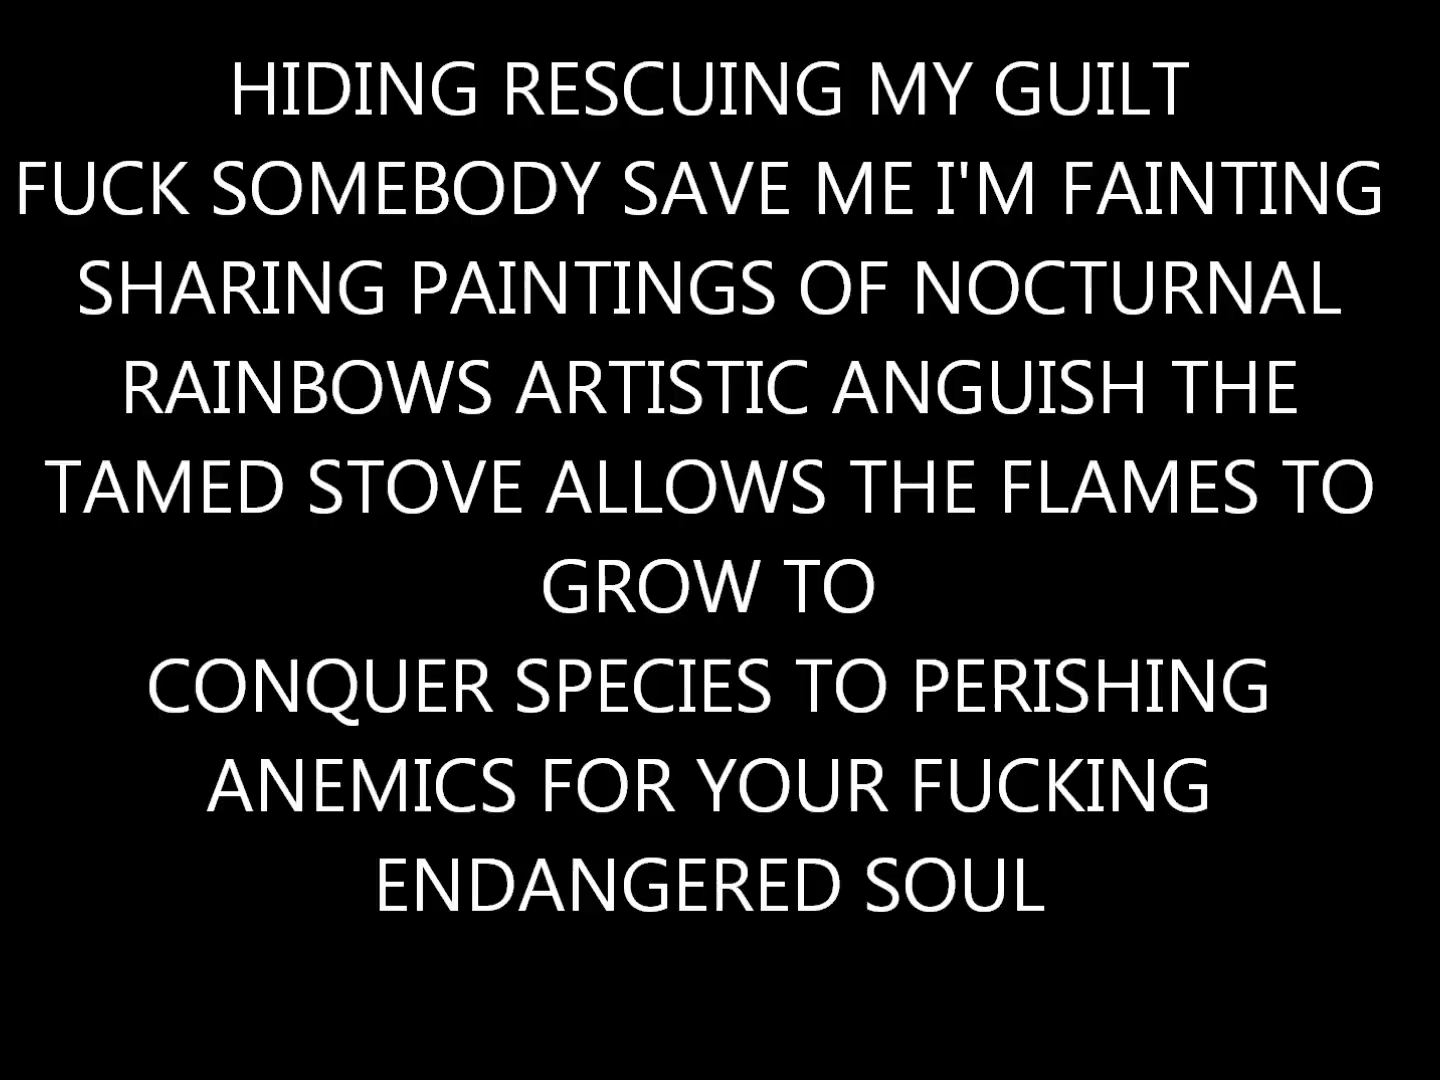 HIDING RESCUING MY GUILT
FUCK SOMEBODY SAVE ME I'M FAINTING
SHARING PAINTINGS OF NOCTURNAL
RAINBOWS ARTISTIC ANGUISH THE
TAMED STOVE ALLOWS THE FLAMES TO
GROW TO
CONQUER SPECIES TO PERISHING
ANEMICS FOR YOUR FUCKING
ENDANGERED SOUL